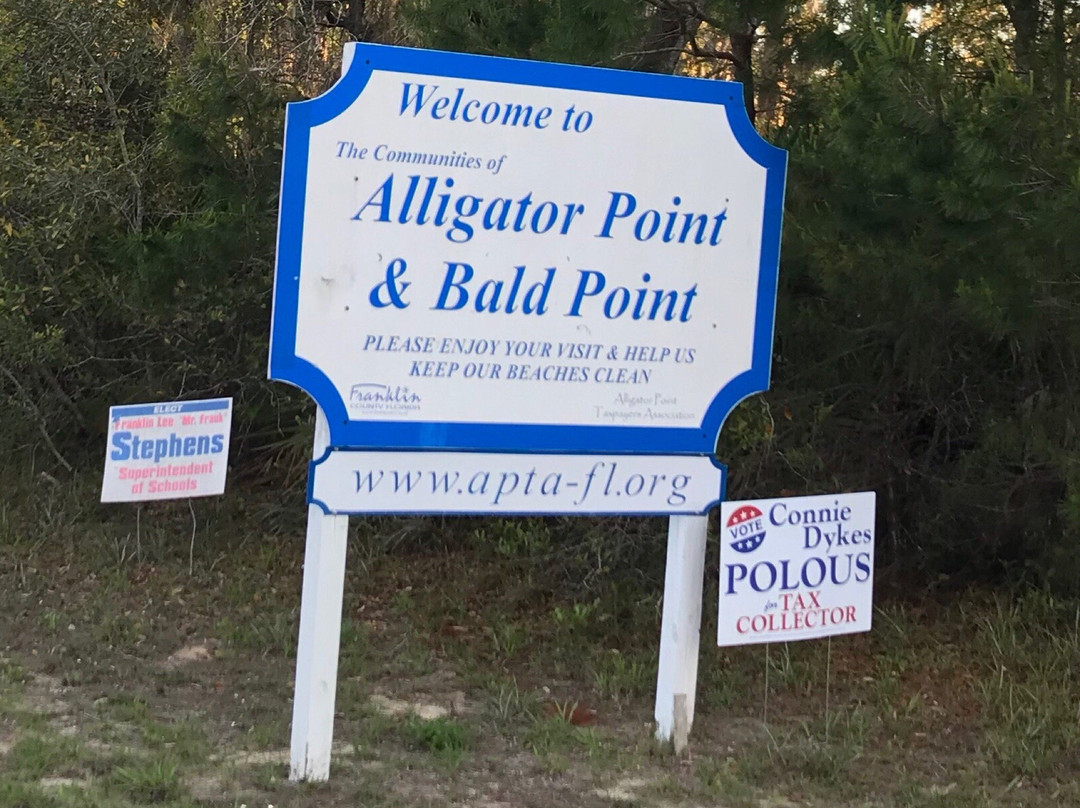 Welcome to
The Communities of
Alligator Point
& Bald Point
PLEASE ENJOY YOUR VISIT & HELP US
KEEP OUR BEACHES CLEAN
Franklin
COUNTY FLORIDA
Alligator Point
Taxpayers Association
www.apta-fl.org
ELECT
Franklin Lee "Mr. Frank"
Stephens
Superintendent
of Schools
VOTE
Connie
Dykes
POLOUS
for TAX
COLLECTOR